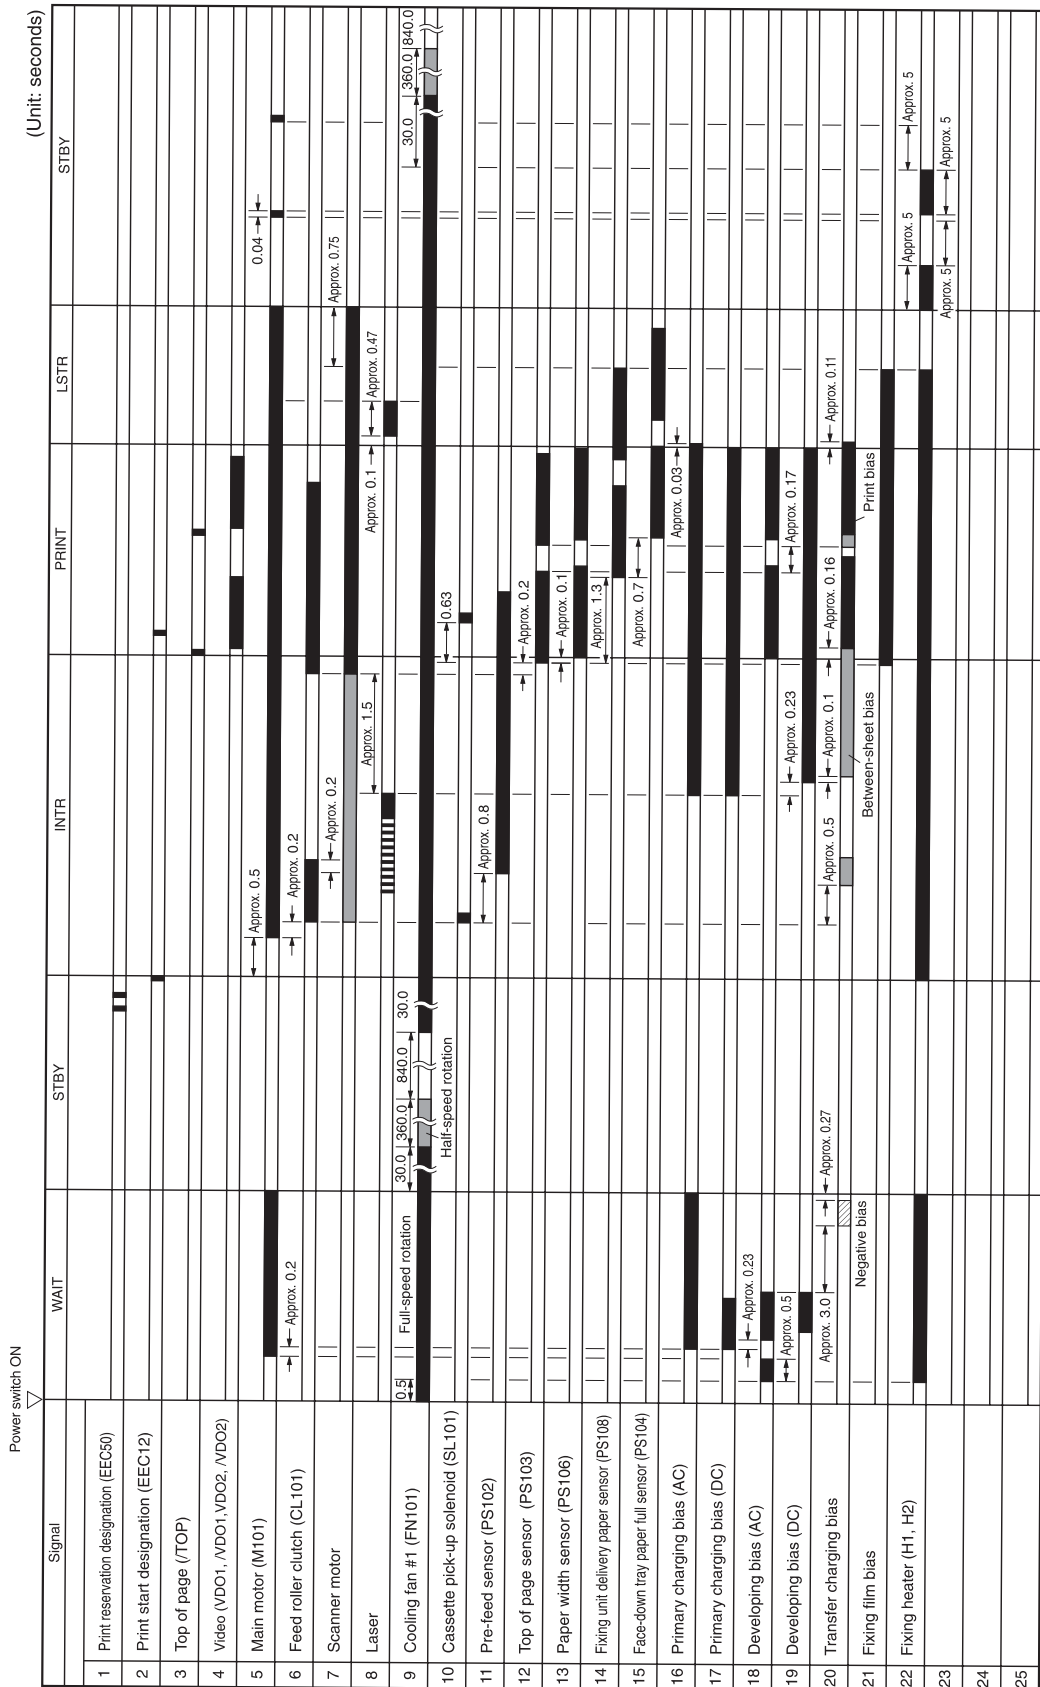 (Unit: seconds)
Power switch ON
Signal
WAIT
STBY
INTR
PRINT
LSTR
STBY
1 Print reservation designation (EEC50)
2 Print start designation (EEC12)
3 Top of page (/TOP)
4 Video (VDO1, /VDO1,VDO2, /VDO2)
5 Main motor (M101)
Approx. 0.5
0.04
6 Feed roller clutch (CL101)
Approx. 0.2
Approx. 0.2
7 Scanner motor
Approx. 0.2
Approx. 0.75
8 Laser
Approx. 1.5
Approx. 0.1
Approx. 0.47
9 Cooling fan #1 (FN101)
0.5
Full-speed rotation
30.0
360.0
840.0
30.0
30.0
360.0
840.0
Half-speed rotation
10 Cassette pick-up solenoid (SL101)
0.63
11 Pre-feed sensor (PS102)
Approx. 0.8
12 Top of page sensor (PS103)
Approx. 0.2
13 Paper width sensor (PS106)
Approx. 0.1
14 Fixing unit delivery paper sensor (PS108)
Approx. 1.3
15 Face-down tray paper full sensor (PS104)
Approx. 0.7
16 Primary charging bias (AC)
Approx. 0.03
17 Primary charging bias (DC)
18 Developing bias (AC)
Approx. 0.23
19 Developing bias (DC)
Approx. 0.5
Approx. 0.23
Approx. 0.17
20 Transfer charging bias
Approx. 3.0
Approx. 0.27
Approx. 0.5
Approx. 0.1
Approx. 0.16
Approx. 0.11
21 Fixing film bias
Negative bias
Between-sheet bias
Print bias
22 Fixing heater (H1, H2)
Approx. 5
Approx. 5
23
Approx. 5
Approx. 5
24
25